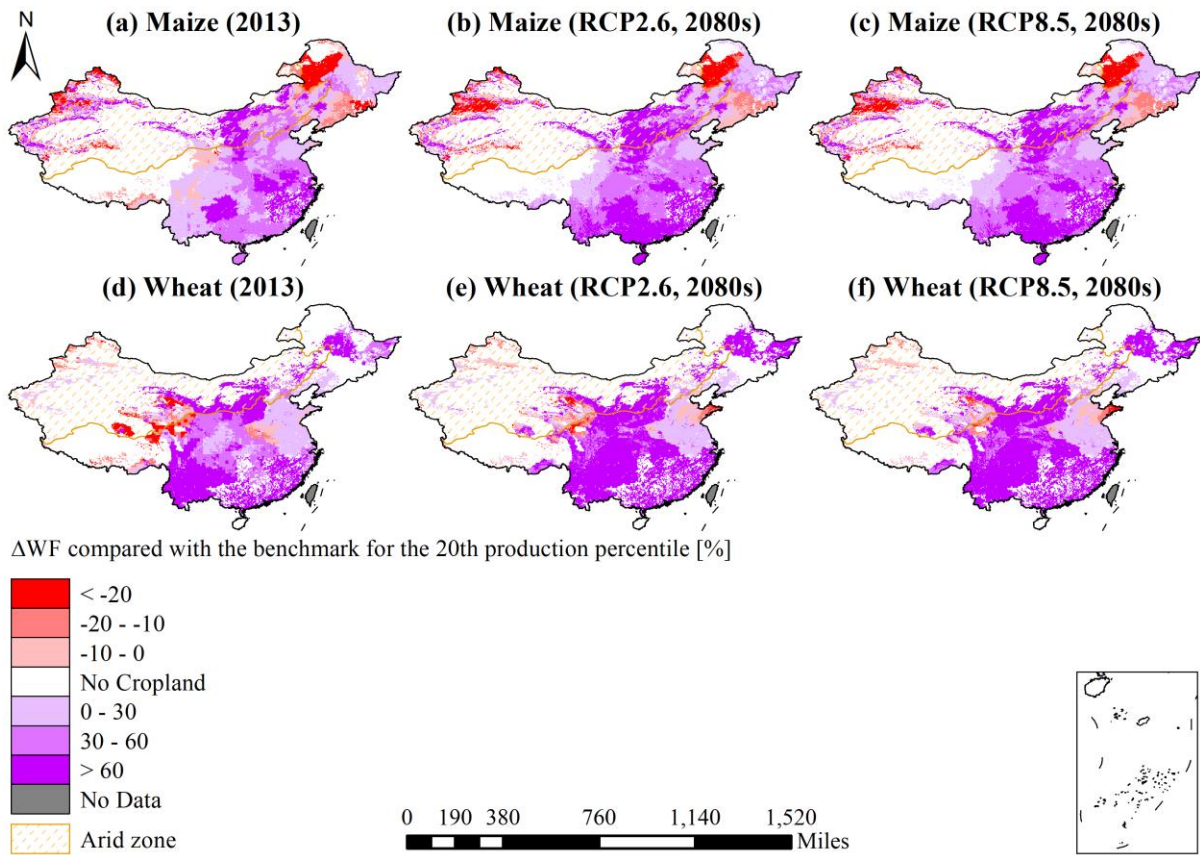 (a) Maize (2013)
(b) Maize (RCP2.6, 2080s)
(c) Maize (RCP8.5, 2080s)
N
(d) Wheat (2013)
(e) Wheat (RCP2.6, 2080s)
(f) Wheat (RCP8.5, 2080s)
ΔWF compared with the benchmark for the 20th production percentile [%]
< -20
-20 - -10
-10 - 0
No Cropland
0 - 30
30 - 60
> 60
No Data
Arid zone
0 190 380 760 1,140 1,520
Miles